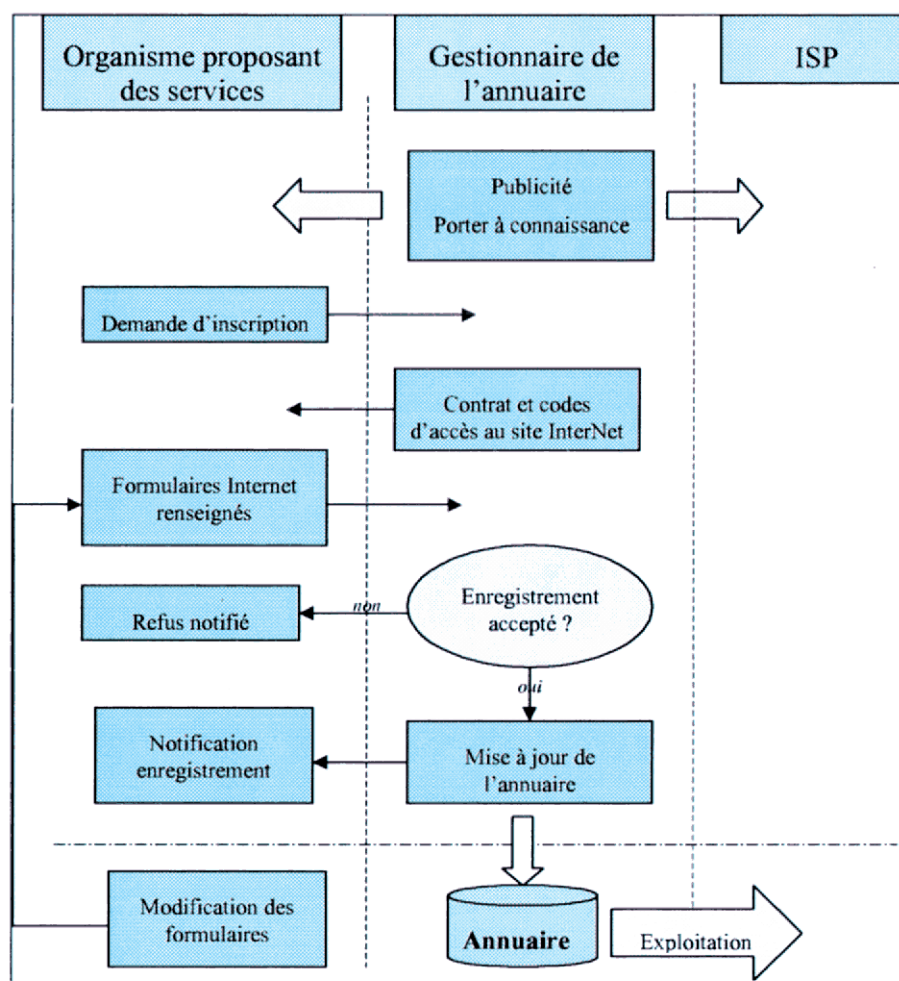 Organisme proposant
des services
Gestionnaire de
l'annuaire
ISP
Publicité
Porter à connaissance
Demande d'inscription
Contrat et codes
d'accès au site InterNet
Formulaires Internet
renseignés
Enregistrement
accepté ?
non
Refus notifié
oui
Notification
enregistrement
Mise à jour de
l'annuaire
Modification des
formulaires
Annuaire
Exploitation